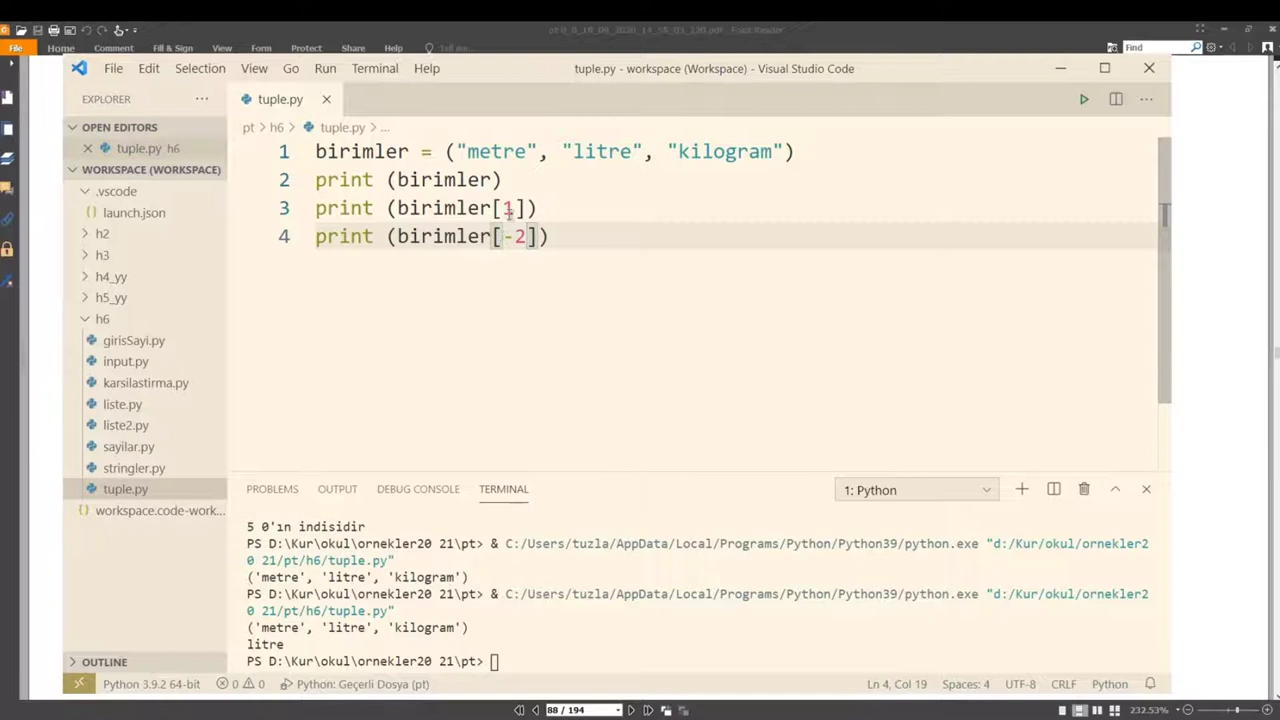 pt 0_0_16_09_2020_14_55_03_220.pdf - Foxit Reader
File Home Comment Fill & Sign View Form Protect Share Help Tell me... Find
File Edit Selection View Go Run Terminal Help tuple.py - workspace (Workspace) - Visual Studio Code
EXPLORER
tuple.py
OPEN EDITORS
tuple.py h6
WORKSPACE (WORKSPACE)
.vscode
launch.json
h2
h3
h4_yy
h5_yy
h6
girisSayi.py
input.py
karsilastirma.py
liste.py
liste2.py
sayilar.py
stringler.py
tuple.py
workspace.code-work...
OUTLINE
pt > h6 > tuple.py > ...
1 birimler = ("metre", "litre", "kilogram")
2 print (birimler)
3 print (birimler[1])
4 print (birimler[-2])
PROBLEMS OUTPUT DEBUG CONSOLE TERMINAL 1: Python
5 0'ın indisidir
PS D:\Kur\okul\ornekler20 21\pt> & C:/Users/tuzla/AppData/Local/Programs/Python/Python39/python.exe "d:/Kur/okul/ornekler2
0 21/pt/h6/tuple.py"
('metre', 'litre', 'kilogram')
PS D:\Kur\okul\ornekler20 21\pt> & C:/Users/tuzla/AppData/Local/Programs/Python/Python39/python.exe "d:/Kur/okul/ornekler2
0 21/pt/h6/tuple.py"
('metre', 'litre', 'kilogram')
litre
PS D:\Kur\okul\ornekler20 21\pt>
Python 3.9.2 64-bit 0 0 Python: Geçerli Dosya (pt) Ln 4, Col 19 Spaces: 4 UTF-8 CRLF Python
88 / 194 232.53%